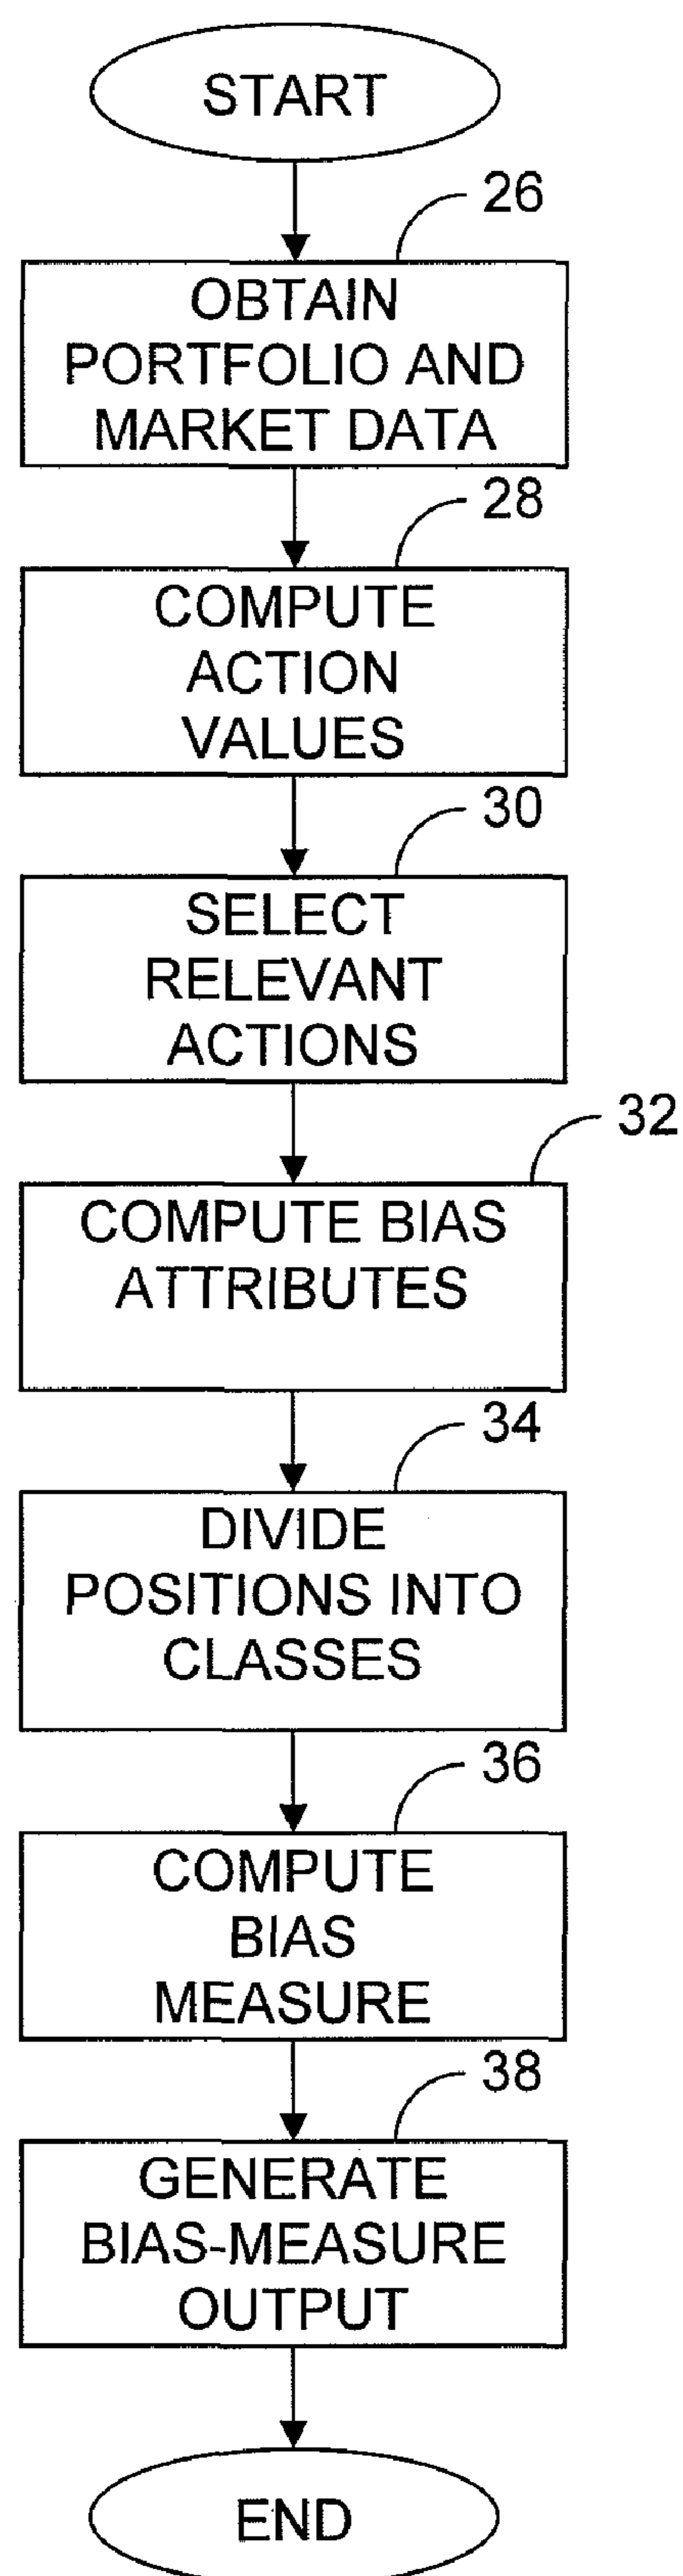 START
26
OBTAIN
PORTFOLIO AND
MARKET DATA
28
COMPUTE
ACTION
VALUES
30
SELECT
RELEVANT
ACTIONS
32
COMPUTE BIAS
ATTRIBUTES
34
DIVIDE
POSITIONS INTO
CLASSES
36
COMPUTE
BIAS
MEASURE
38
GENERATE
BIAS-MEASURE
OUTPUT
END